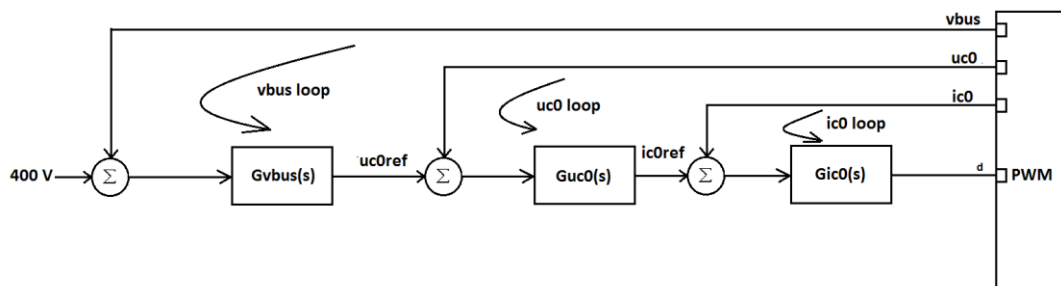 vbus
uc0
ic0
vbus loop
uc0 loop
ic0 loop
400 V
Σ
Gvbus(s)
uc0ref
Σ
Guc0(s)
ic0ref
Σ
Gic0(s)
d
PWM